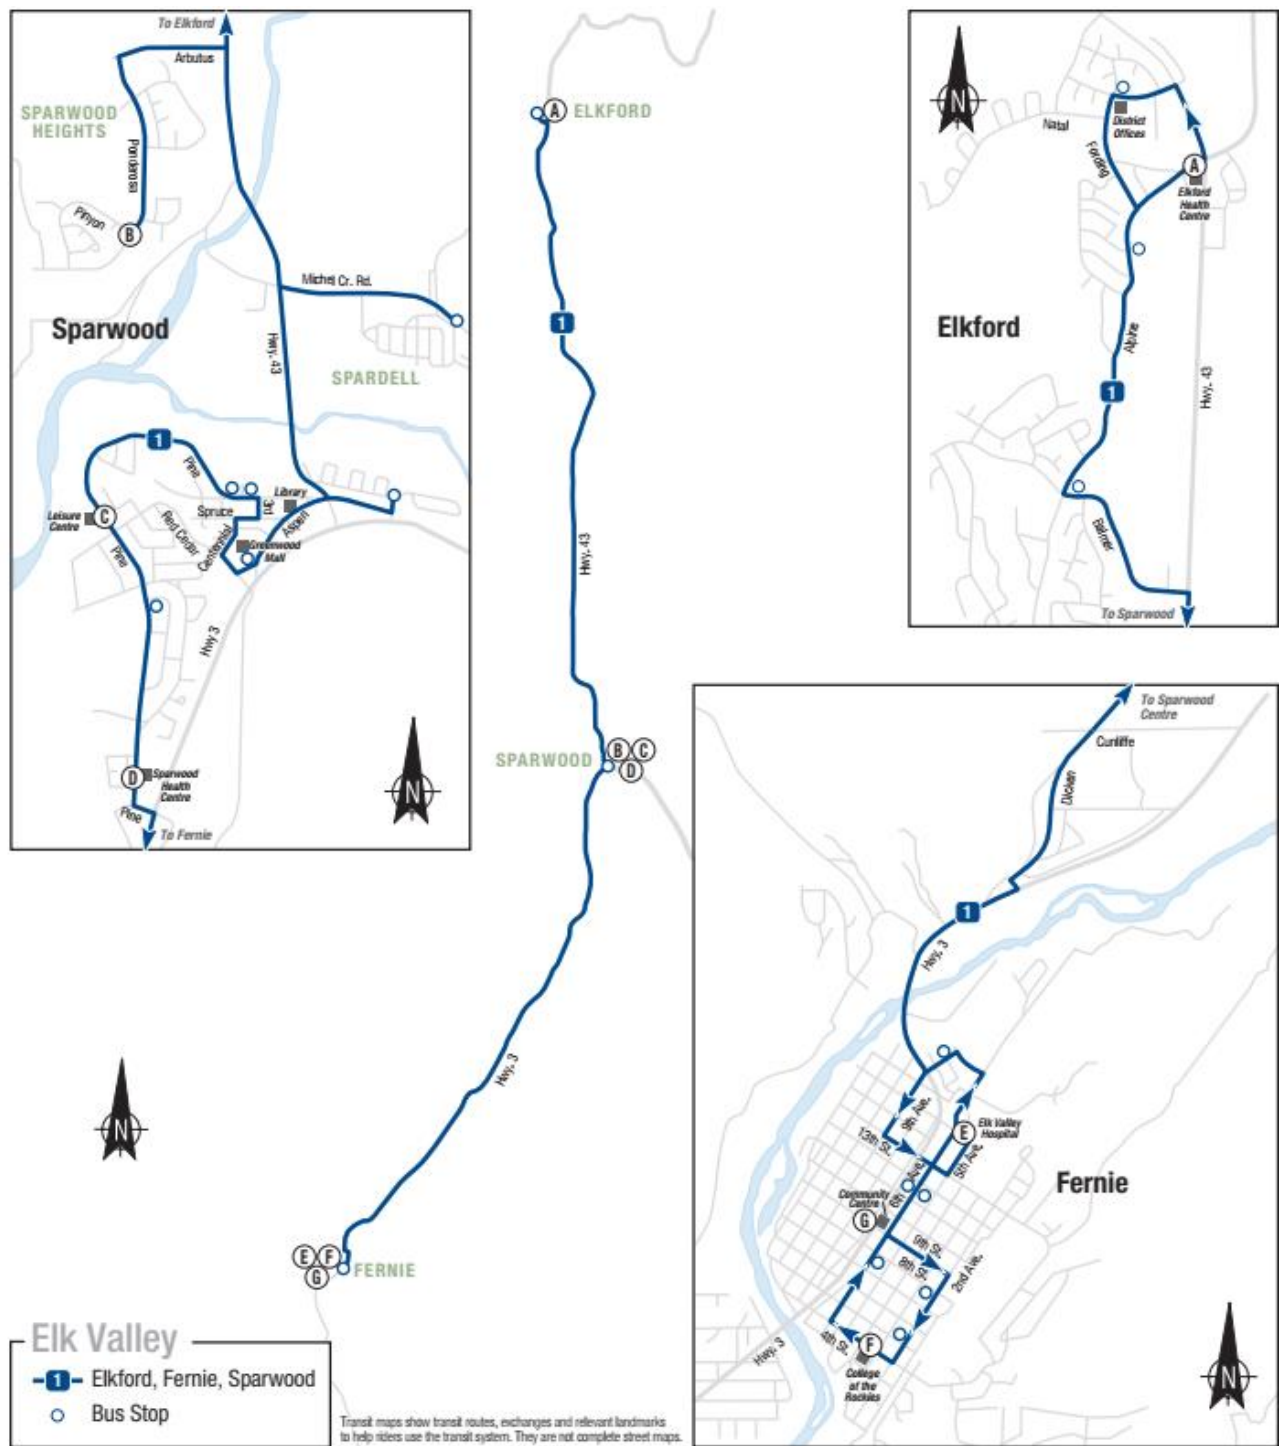 To Elkford
Arbutus
SPARWOOD
HEIGHTS
Ponderosa
Pinyon
B
Michel Cr. Rd.
Sparwood
Hwy. 43
SPARDELL
1
Pine
Library
Leisure
Centre
C
Spruce
3rd
Aspen
Red Cedar
Centennial
Greenwood
Mall
Pine
Hwy 3
D
Sparwood
Health
Centre
Pine
To Fernie
N
A
ELKFORD
1
Hwy. 43
SPARWOOD
B
C
D
Hwy. 3
N
E
F
G
FERNIE
N
Natal
District
Offices
Fording
A
Elkford
Health
Centre
Elkford
Alpine
1
Hwy. 43
Balmer
To Sparwood
To Sparwood
Centre
Cunliffe
Dicken
1
Hwy. 3
9th Ave.
13th St.
E
Elk Valley
Hospital
5th Ave.
6th Ave.
Community
Centre
G
Fernie
9th St.
8th St.
2nd Ave.
4th St.
F
Hwy. 3
College
of the
Rockies
N
Elk Valley
1 Elkford, Fernie, Sparwood
Bus Stop
Transit maps show transit routes, exchanges and relevant landmarks
to help riders use the transit system. They are not complete street maps.